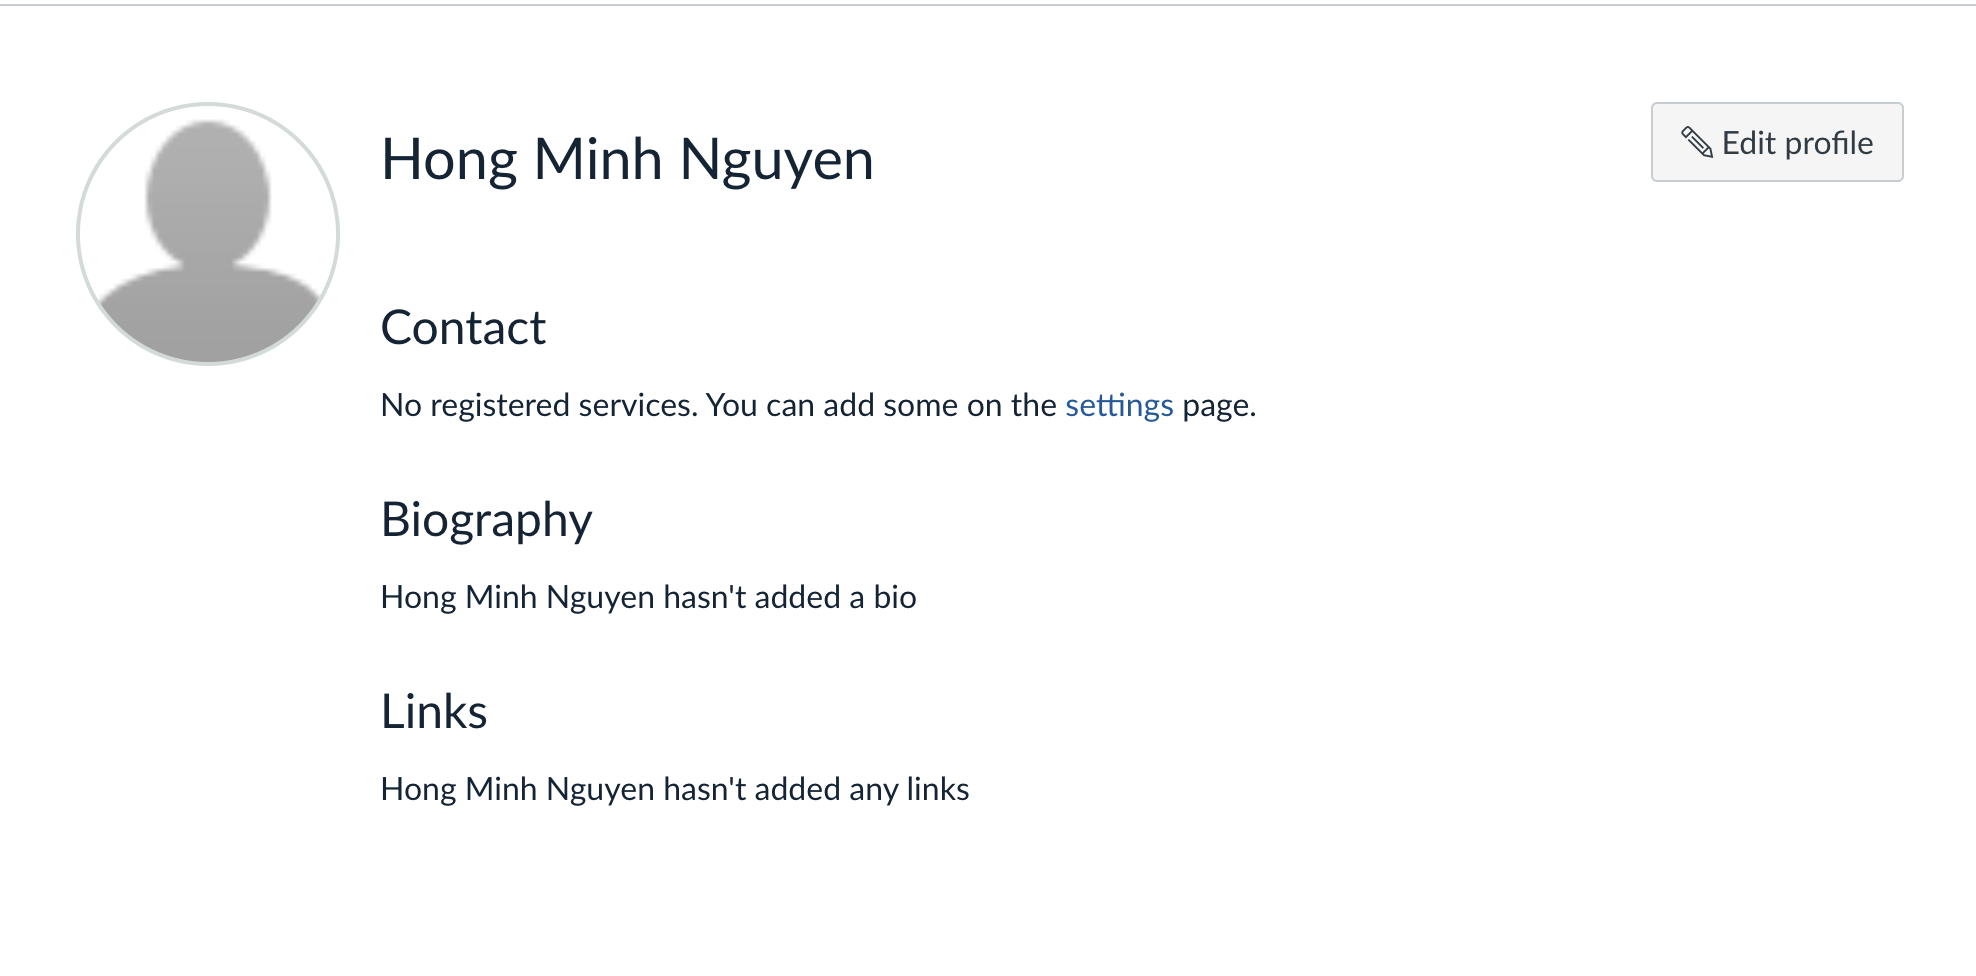 Hong Minh Nguyen
Edit profile
Contact
No registered services. You can add some on the settings page.
Biography
Hong Minh Nguyen hasn't added a bio
Links
Hong Minh Nguyen hasn't added any links